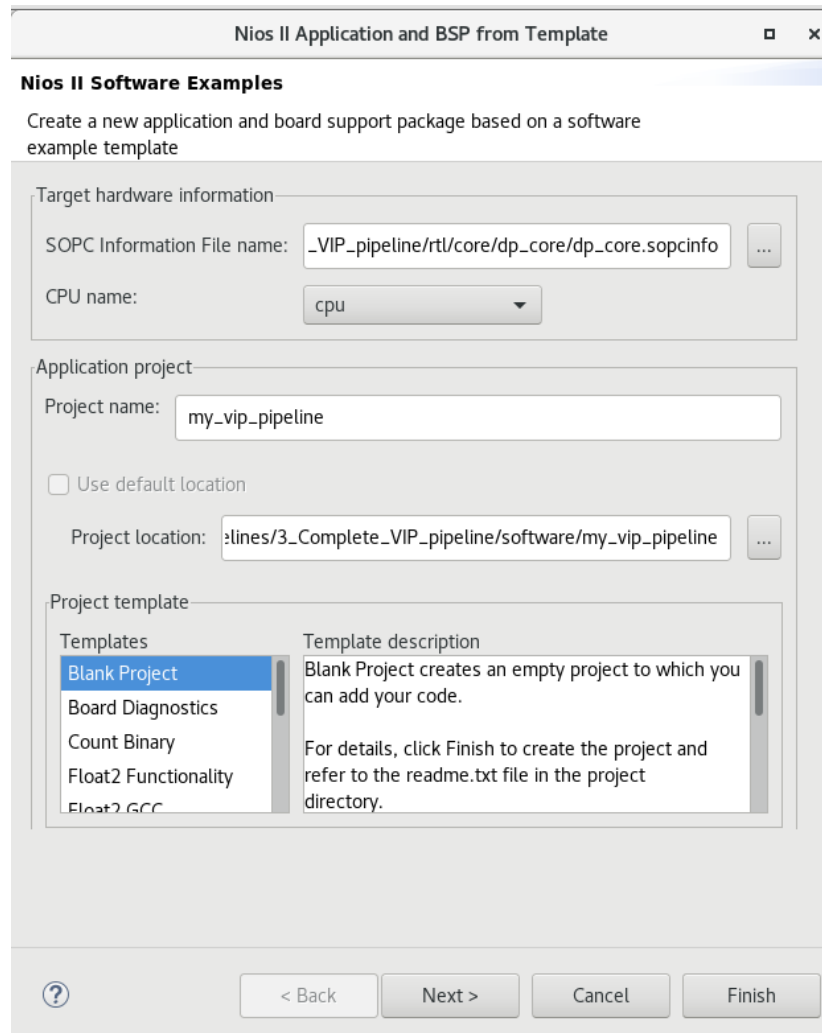 Nios II Application and BSP from Template
Nios II Software Examples
Create a new application and board support package based on a software
example template
Target hardware information
SOPC Information File name: _VIP_pipeline/rtl/core/dp_core/dp_core.sopcinfo ...
CPU name: cpu
Application project
Project name: my_vip_pipeline
Use default location
Project location: elines/3_Complete_VIP_pipeline/software/my_vip_pipeline ...
Project template
Templates
Blank Project
Board Diagnostics
Count Binary
Float2 Functionality
Float2 GCC
Template description
Blank Project creates an empty project to which you
can add your code.
For details, click Finish to create the project and
refer to the readme.txt file in the project
directory.
? < Back Next > Cancel Finish